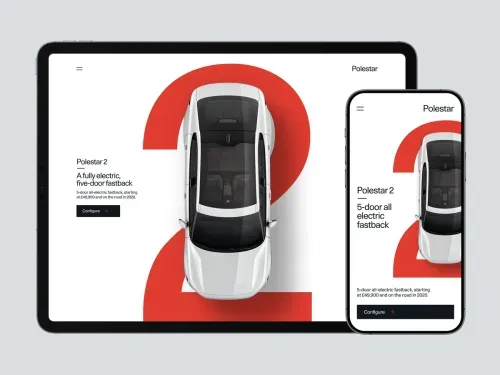 Polestar
Polestar 2
A fully electric,
five-door fastback
5-door all-electric fastback, starting
at £49,900 and on the road in 2020.
Configure
2
Polestar
Polestar 2
5-door all
electric
fastback
5-door all-electric fastback, starting
at £49,900 and on the road in 2020.
Configure